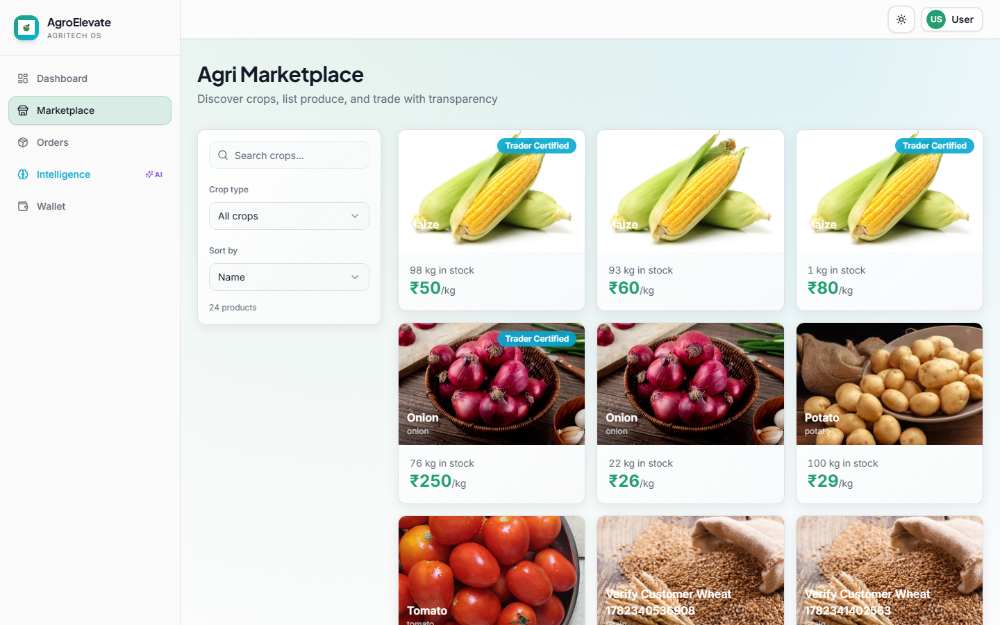 AgroElevate
AGRITECH OS
Dashboard
Marketplace
Orders
Intelligence
AI
Wallet
US
User
Agri Marketplace
Discover crops, list produce, and trade with transparency
Search crops...
Crop type
All crops
Sort by
Name
24 products
Trader Certified
Maize
98 kg in stock
₹50/kg
Maize
93 kg in stock
₹60/kg
Trader Certified
Maize
1 kg in stock
₹80/kg
Trader Certified
Onion
onion
76 kg in stock
₹250/kg
Onion
onion
22 kg in stock
₹26/kg
Potato
potato
100 kg in stock
₹29/kg
Tomato
tomato
Verify Customer Wheat
1782340536908
Grain
Verify Customer Wheat
1782341402563
Grain